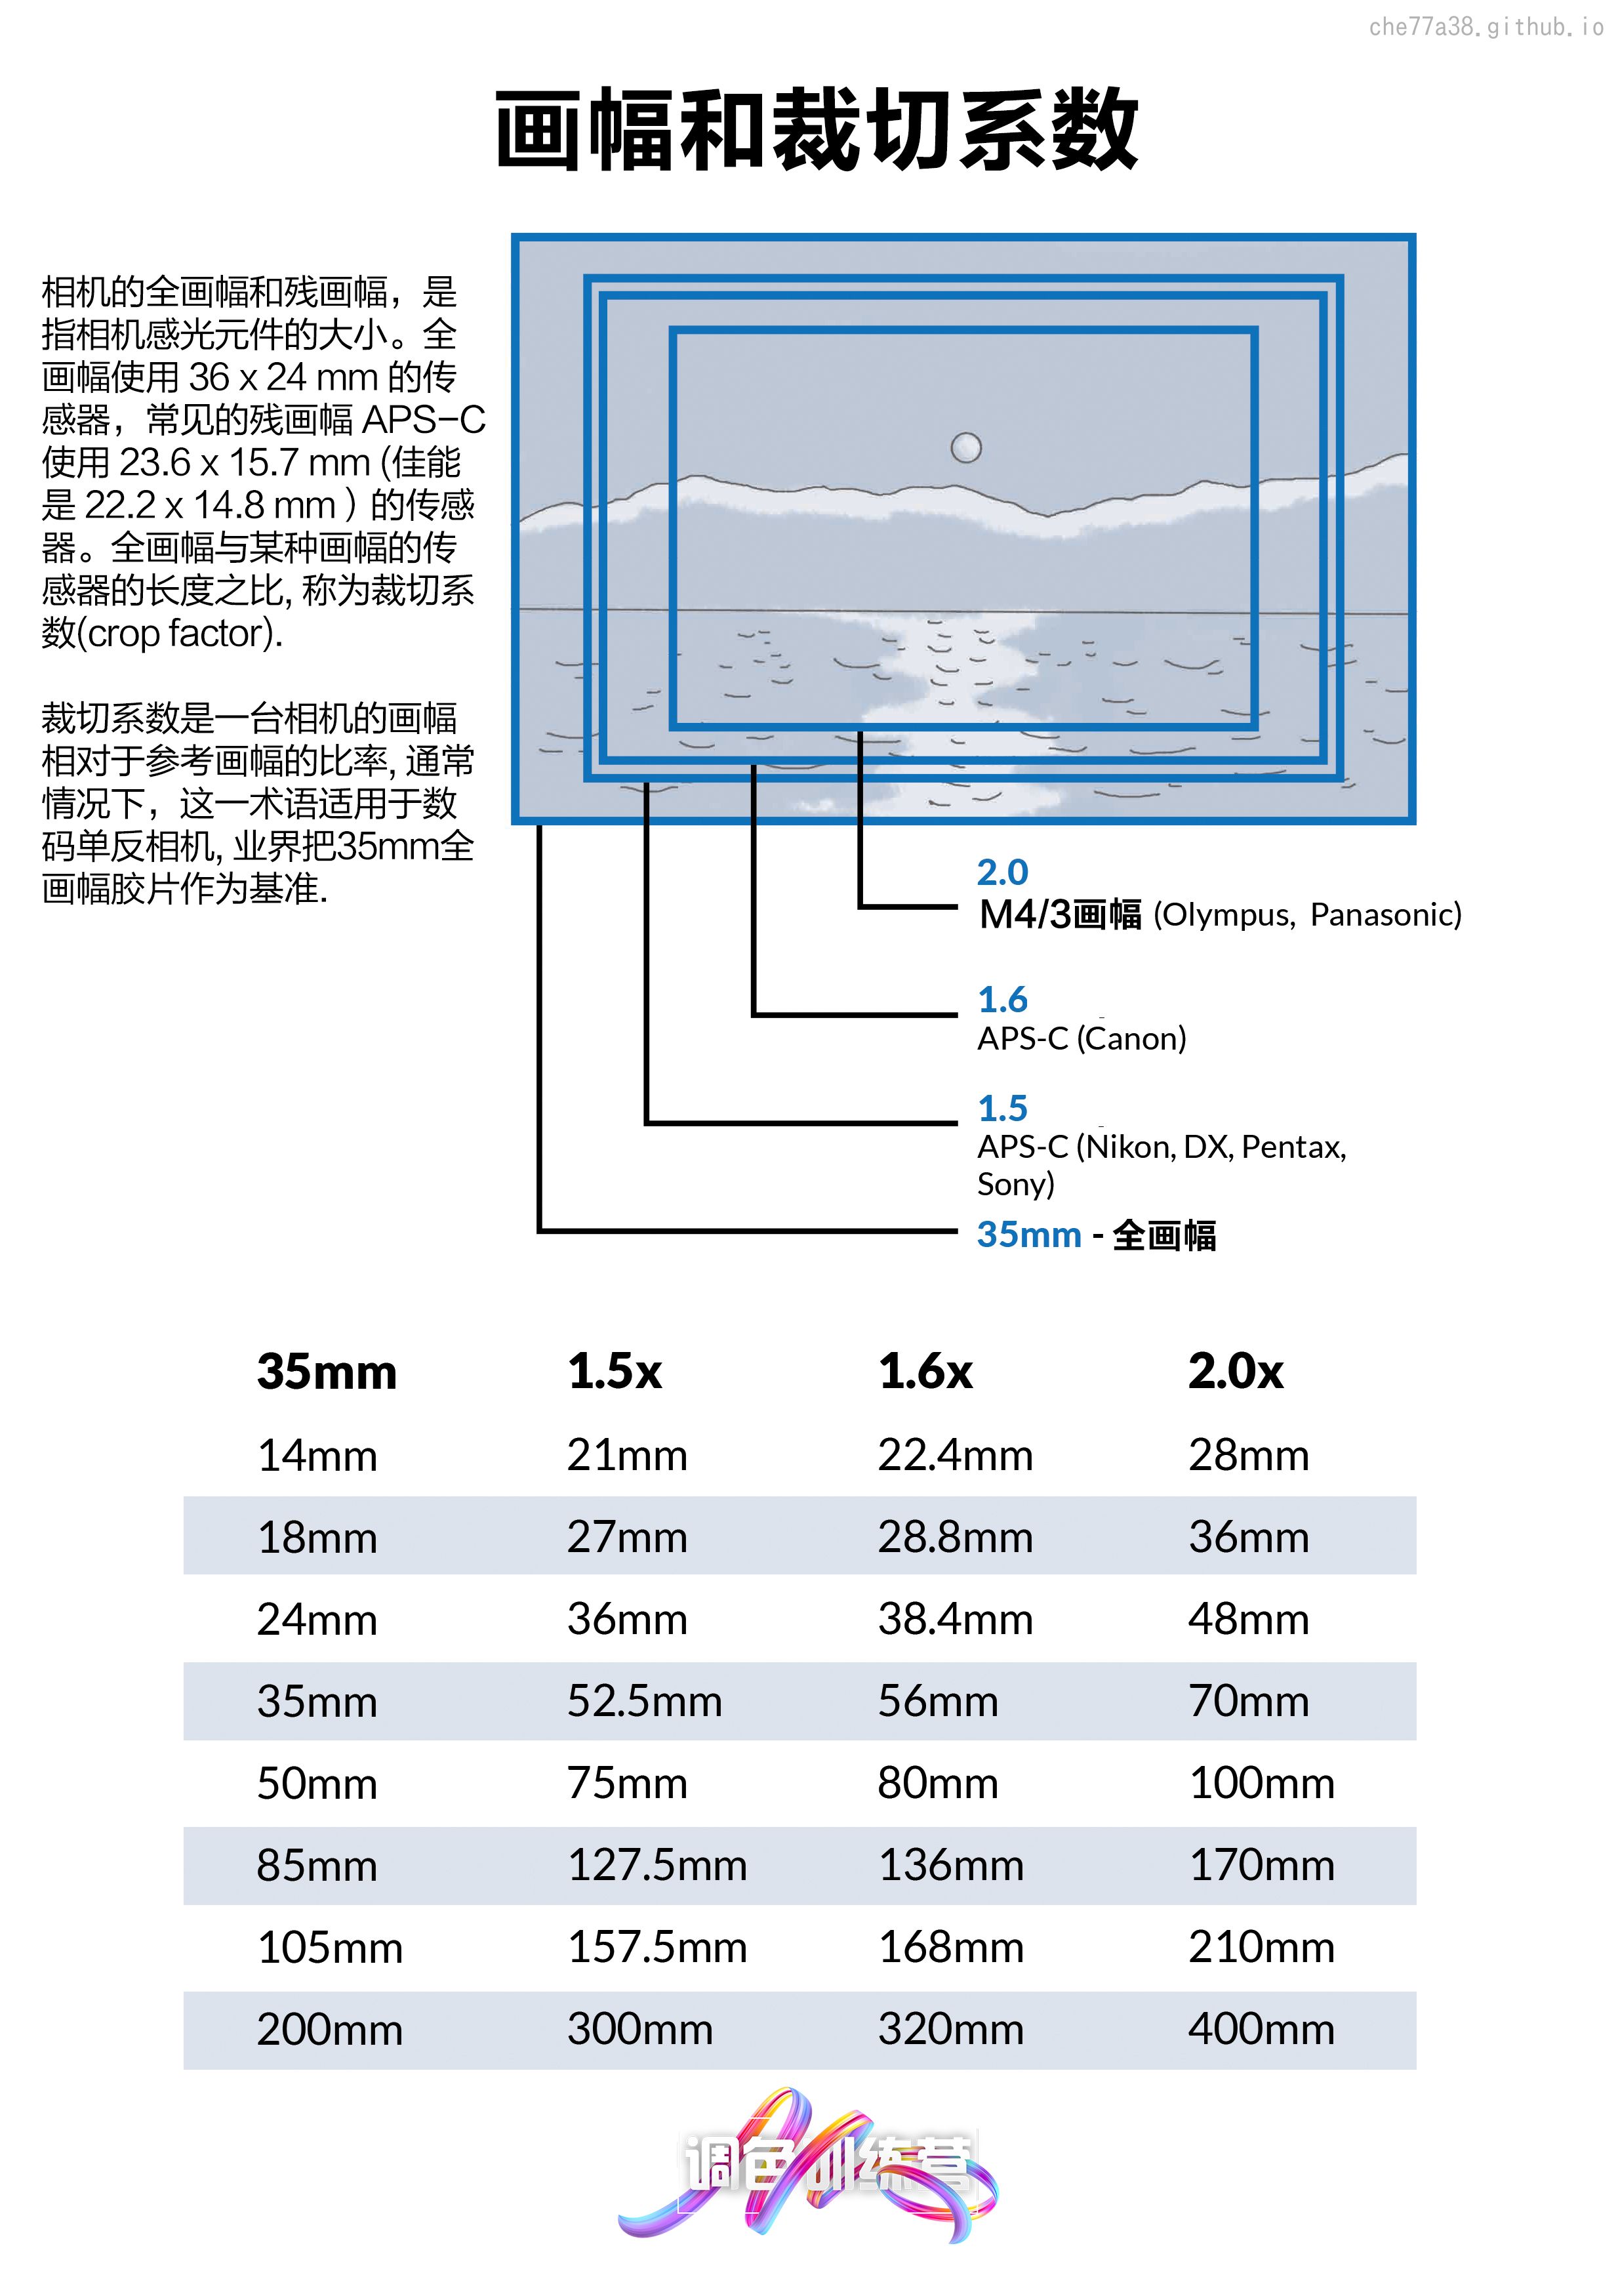 che77a38.github.io
画幅和裁切系数
相机的全画幅和残画幅，是
指相机感光元件的大小。全
画幅使用 36 x 24 mm 的传
感器，常见的残画幅 APS-C
使用 23.6 x 15.7 mm (佳能
是 22.2 x 14.8 mm ) 的传感
器。全画幅与某种画幅的传
感器的长度之比, 称为裁切系
数(crop factor).
裁切系数是一台相机的画幅
相对于参考画幅的比率, 通常
情况下，这一术语适用于数
码单反相机, 业界把35mm全
画幅胶片作为基准.
2.0
M4/3画幅 (Olympus, Panasonic)
1.6
APS-C (Canon)
1.5
APS-C (Nikon, DX, Pentax,
Sony)
35mm - 全画幅
35mm 1.5x 1.6x 2.0x
14mm 21mm 22.4mm 28mm
18mm 27mm 28.8mm 36mm
24mm 36mm 38.4mm 48mm
35mm 52.5mm 56mm 70mm
50mm 75mm 80mm 100mm
85mm 127.5mm 136mm 170mm
105mm 157.5mm 168mm 210mm
200mm 300mm 320mm 400mm
调色训练营